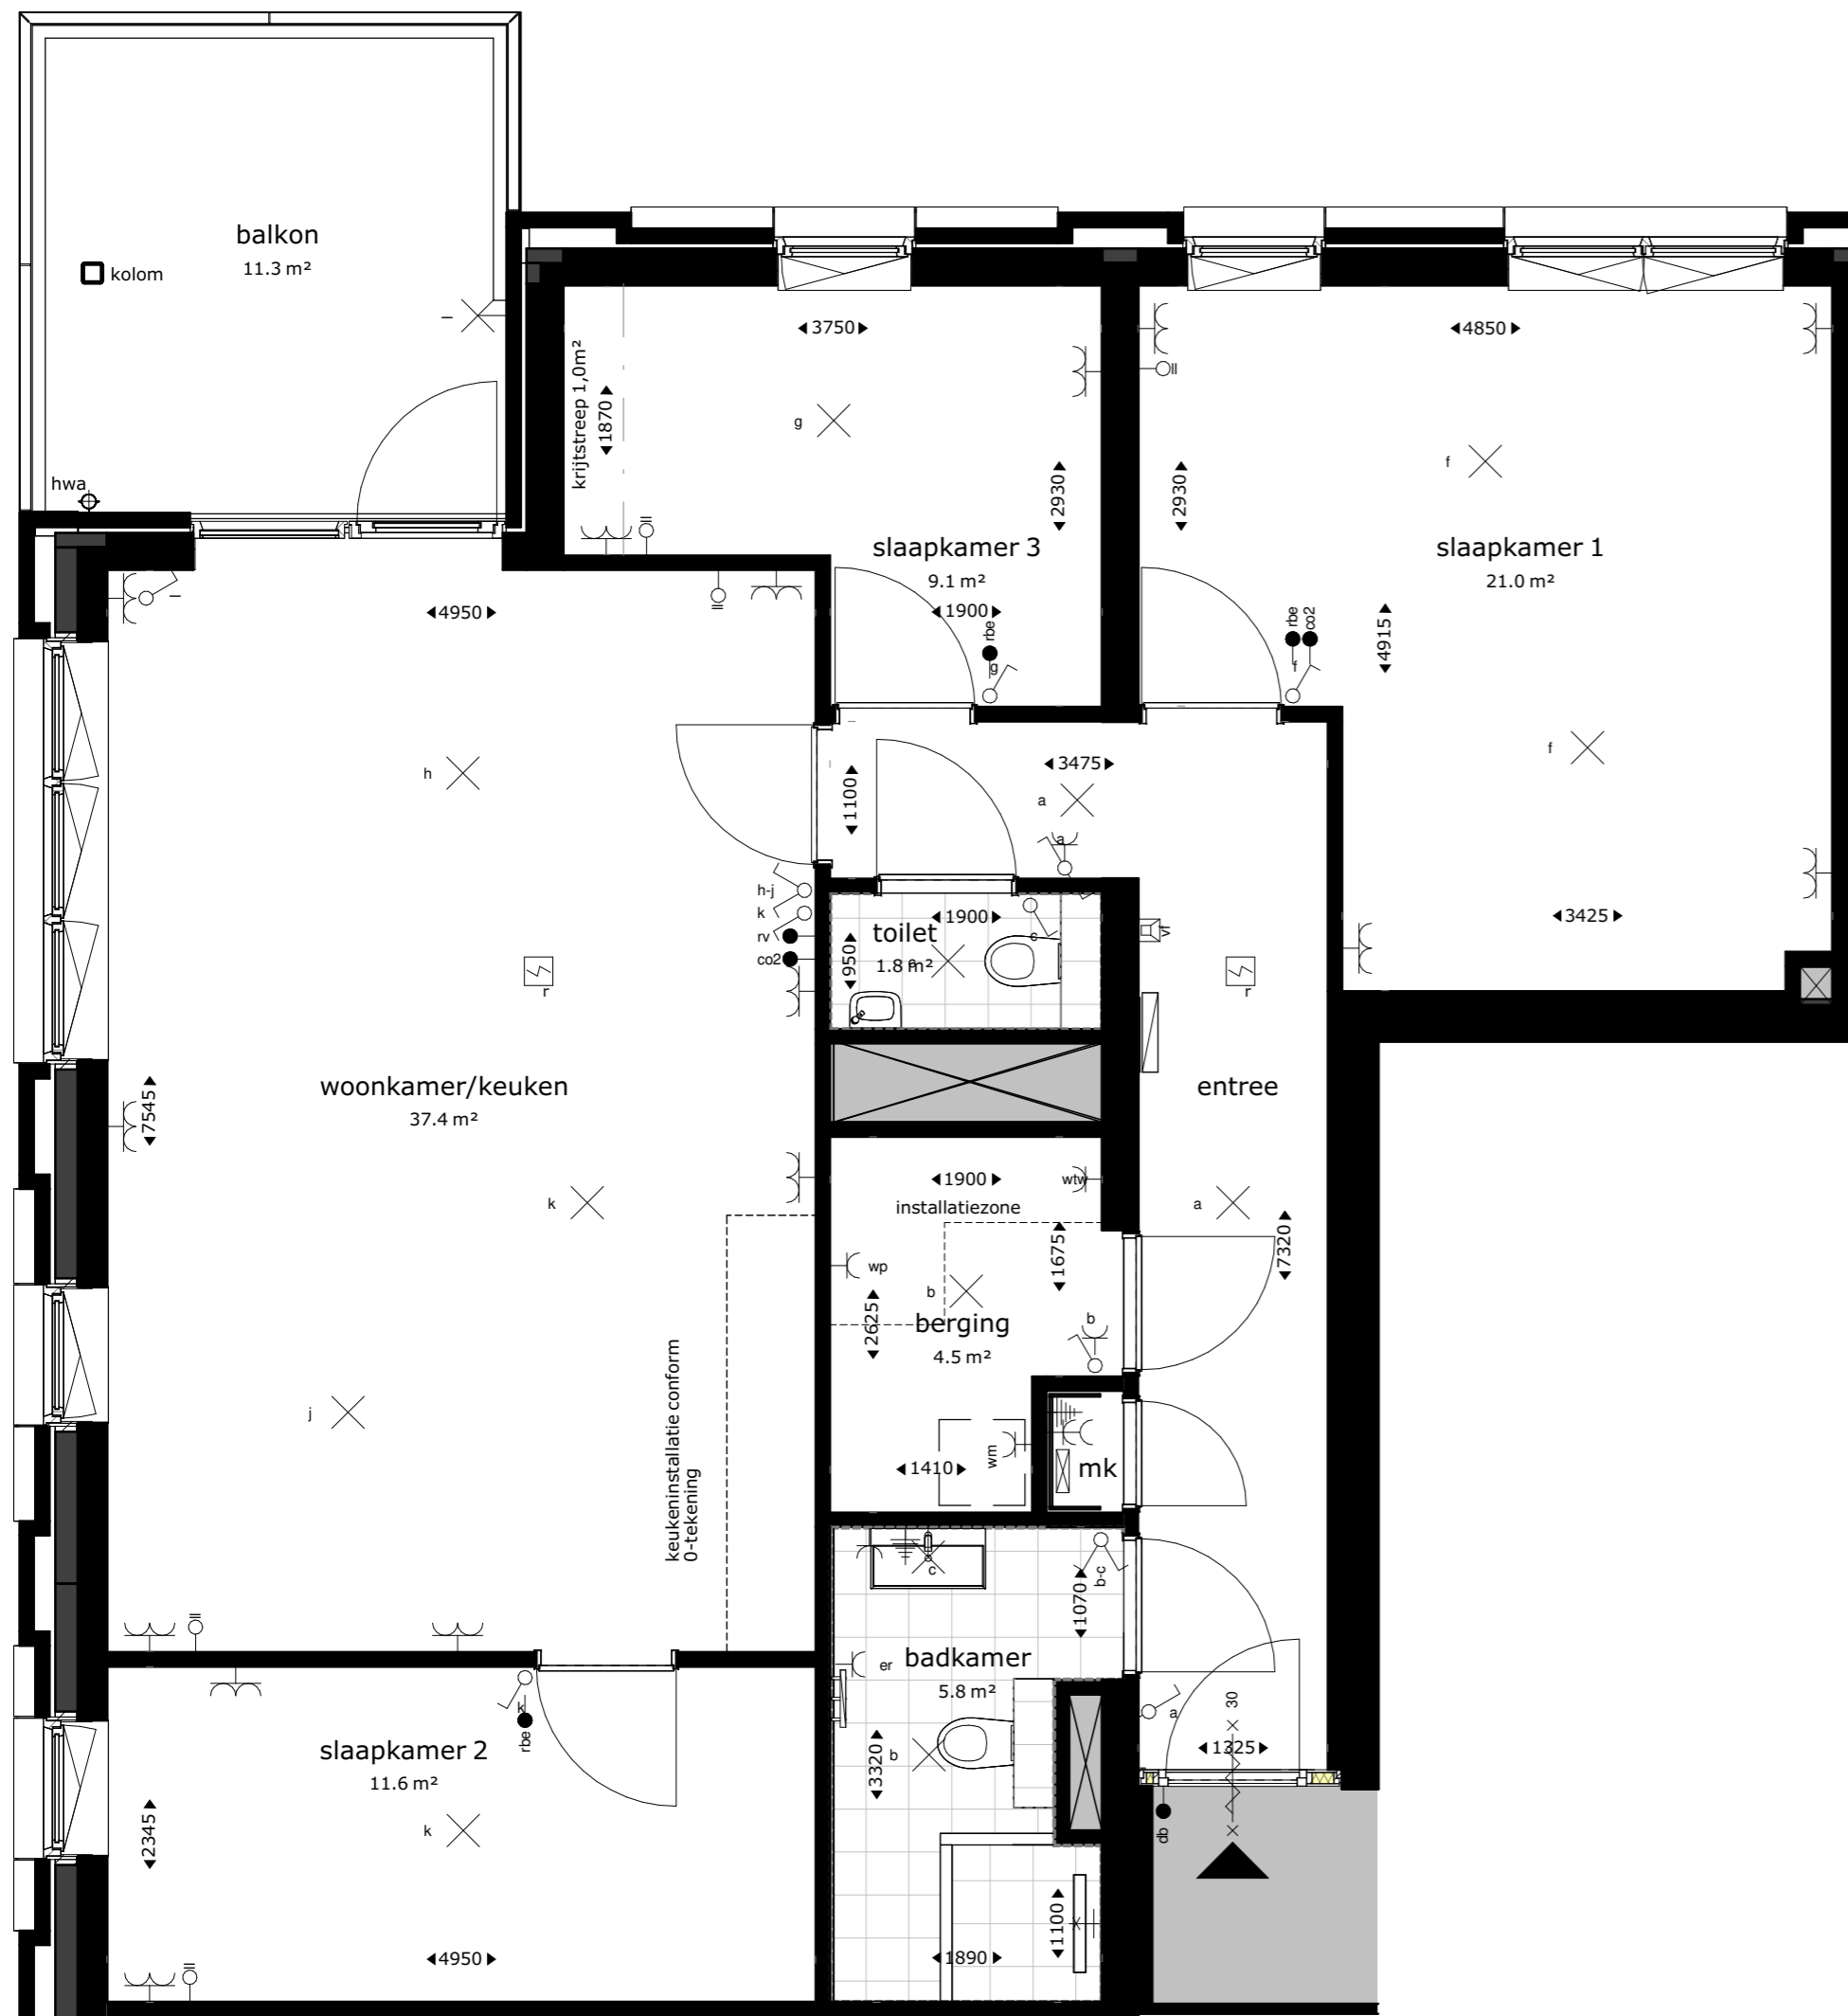 balkon
11.3 m²
kolom
l
hwa
krijtstreep 1,0m²
1870
3750
g
2930
slaapkamer 3
9.1 m²
1900
rbe
g
4850
f
2930
slaapkamer 1
21.0 m²
rbe
co2
f
4915
f
3425
l
4950
h
h-j
k
rv
co2
r
woonkamer/keuken
37.4 m²
7545
k
j
keukeninstallatie conform
0-tekening
1100
3475
a
a
toilet
1.8 m²
1900
950
c
vf
r
entree
a
7320
1900
wtw
installatiezone
1675
wp
b
2625
berging
4.5 m²
b
1410
wm
mk
c
b-c
1070
er
badkamer
5.8 m²
3320
b
1100
1890
a
30
1325
db
k
rbe
slaapkamer 2
11.6 m²
2345
k
4950